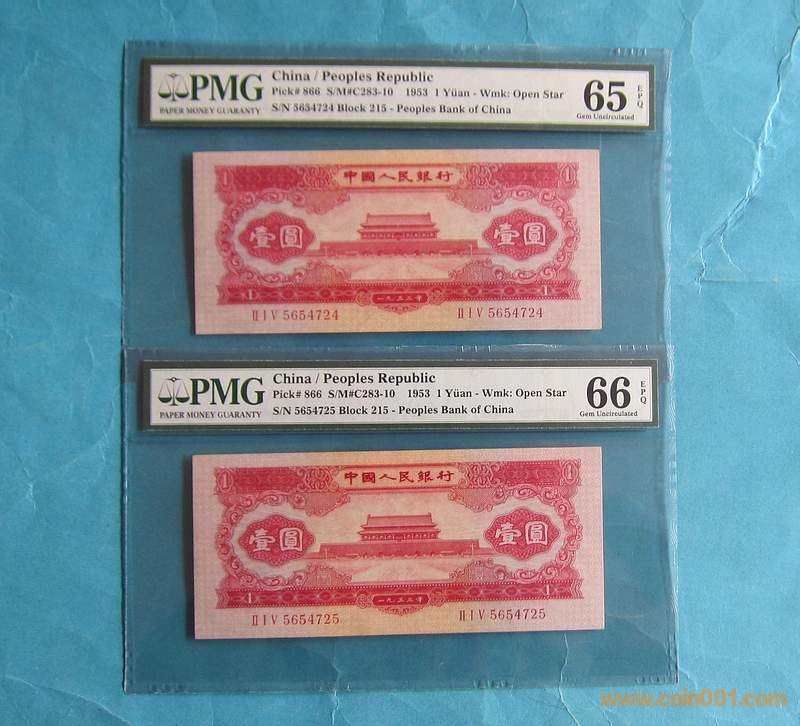 PMG
PAPER MONEY GUARANTY
China / Peoples Republic
Pick# 866 S/M#C283-10 1953 1 Yüan - Wmk: Open Star
S/N 5654724 Block 215 - Peoples Bank of China
65 EPQ
Gem Uncirculated
1 中國人民銀行 1
壹圓 壹圓
1 一九五三年 1
II I V 5654724 II I V 5654724
PMG
PAPER MONEY GUARANTY
China / Peoples Republic
Pick# 866 S/M#C283-10 1953 1 Yüan - Wmk: Open Star
S/N 5654725 Block 215 - Peoples Bank of China
66 EPQ
Gem Uncirculated
1 中國人民銀行 1
壹圓 壹圓
1 一九五三年 1
II I V 5654725 II I V 5654725
www.coin001.com